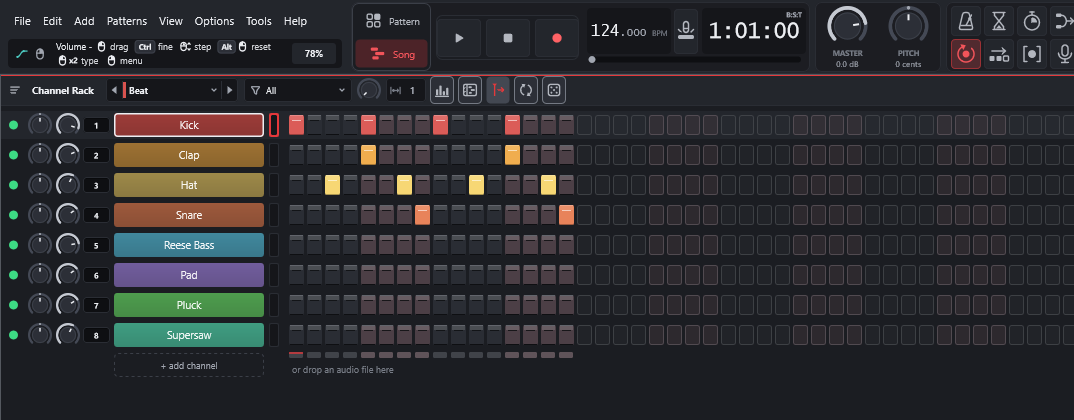 File Edit Add Patterns View Options Tools Help
Volume - drag Ctrl fine step Alt reset
x2 type menu
78%
Pattern
Song
124.000 BPM
B:S:T
1:01:00
MASTER
0.0 dB
PITCH
0 cents
Channel Rack
Beat
All
1
1 Kick
2 Clap
3 Hat
4 Snare
5 Reese Bass
6 Pad
7 Pluck
8 Supersaw
+ add channel
or drop an audio file here